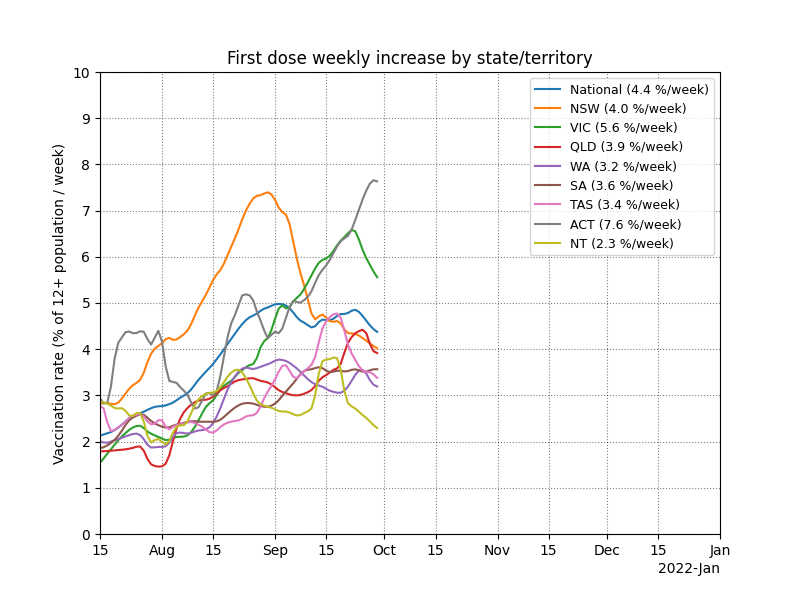 First dose weekly increase by state/territory
Vaccination rate (% of 12+ population / week)
10
9
8
7
6
5
4
3
2
1
0
National (4.4 %/week)
NSW (4.0 %/week)
VIC (5.6 %/week)
QLD (3.9 %/week)
WA (3.2 %/week)
SA (3.6 %/week)
TAS (3.4 %/week)
ACT (7.6 %/week)
NT (2.3 %/week)
15 Aug 15 Sep 15 Oct 15 Nov 15 Dec 15 Jan
2022-Jan